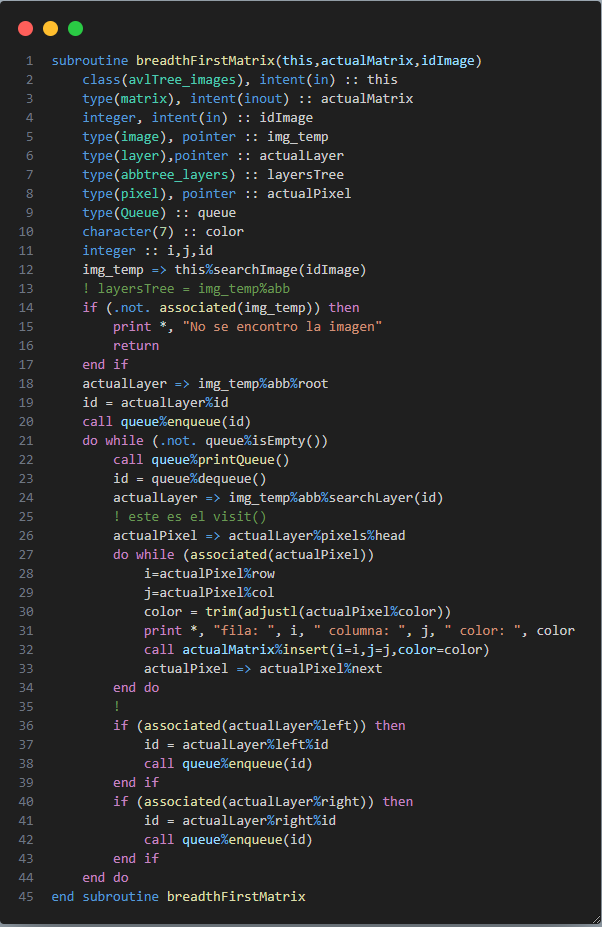 1 subroutine breadthFirstMatrix(this,actualMatrix,idImage)
2     class(avlTree_images), intent(in) :: this
3     type(matrix), intent(inout) :: actualMatrix
4     integer, intent(in) :: idImage
5     type(image), pointer :: img_temp
6     type(layer),pointer :: actualLayer
7     type(abbtree_layers) :: layersTree
8     type(pixel), pointer :: actualPixel
9     type(Queue) :: queue
10     character(7) :: color
11     integer :: i,j,id
12     img_temp => this%searchImage(idImage)
13     ! layersTree = img_temp%abb
14     if (.not. associated(img_temp)) then
15         print *, "No se encontro la imagen"
16         return
17     end if
18     actualLayer => img_temp%abb%root
19     id = actualLayer%id
20     call queue%enqueue(id)
21     do while (.not. queue%isEmpty())
22         call queue%printQueue()
23         id = queue%dequeue()
24         actualLayer => img_temp%abb%searchLayer(id)
25         ! este es el visit()
26         actualPixel => actualLayer%pixels%head
27         do while (associated(actualPixel))
28             i=actualPixel%row
29             j=actualPixel%col
30             color = trim(adjustl(actualPixel%color))
31             print *, "fila: ", i, " columna: ", j, " color: ", color
32             call actualMatrix%insert(i=i,j=j,color=color)
33             actualPixel => actualPixel%next
34         end do
35         !
36         if (associated(actualLayer%left)) then
37             id = actualLayer%left%id
38             call queue%enqueue(id)
39         end if
40         if (associated(actualLayer%right)) then
41             id = actualLayer%right%id
42             call queue%enqueue(id)
43         end if
44     end do
45 end subroutine breadthFirstMatrix